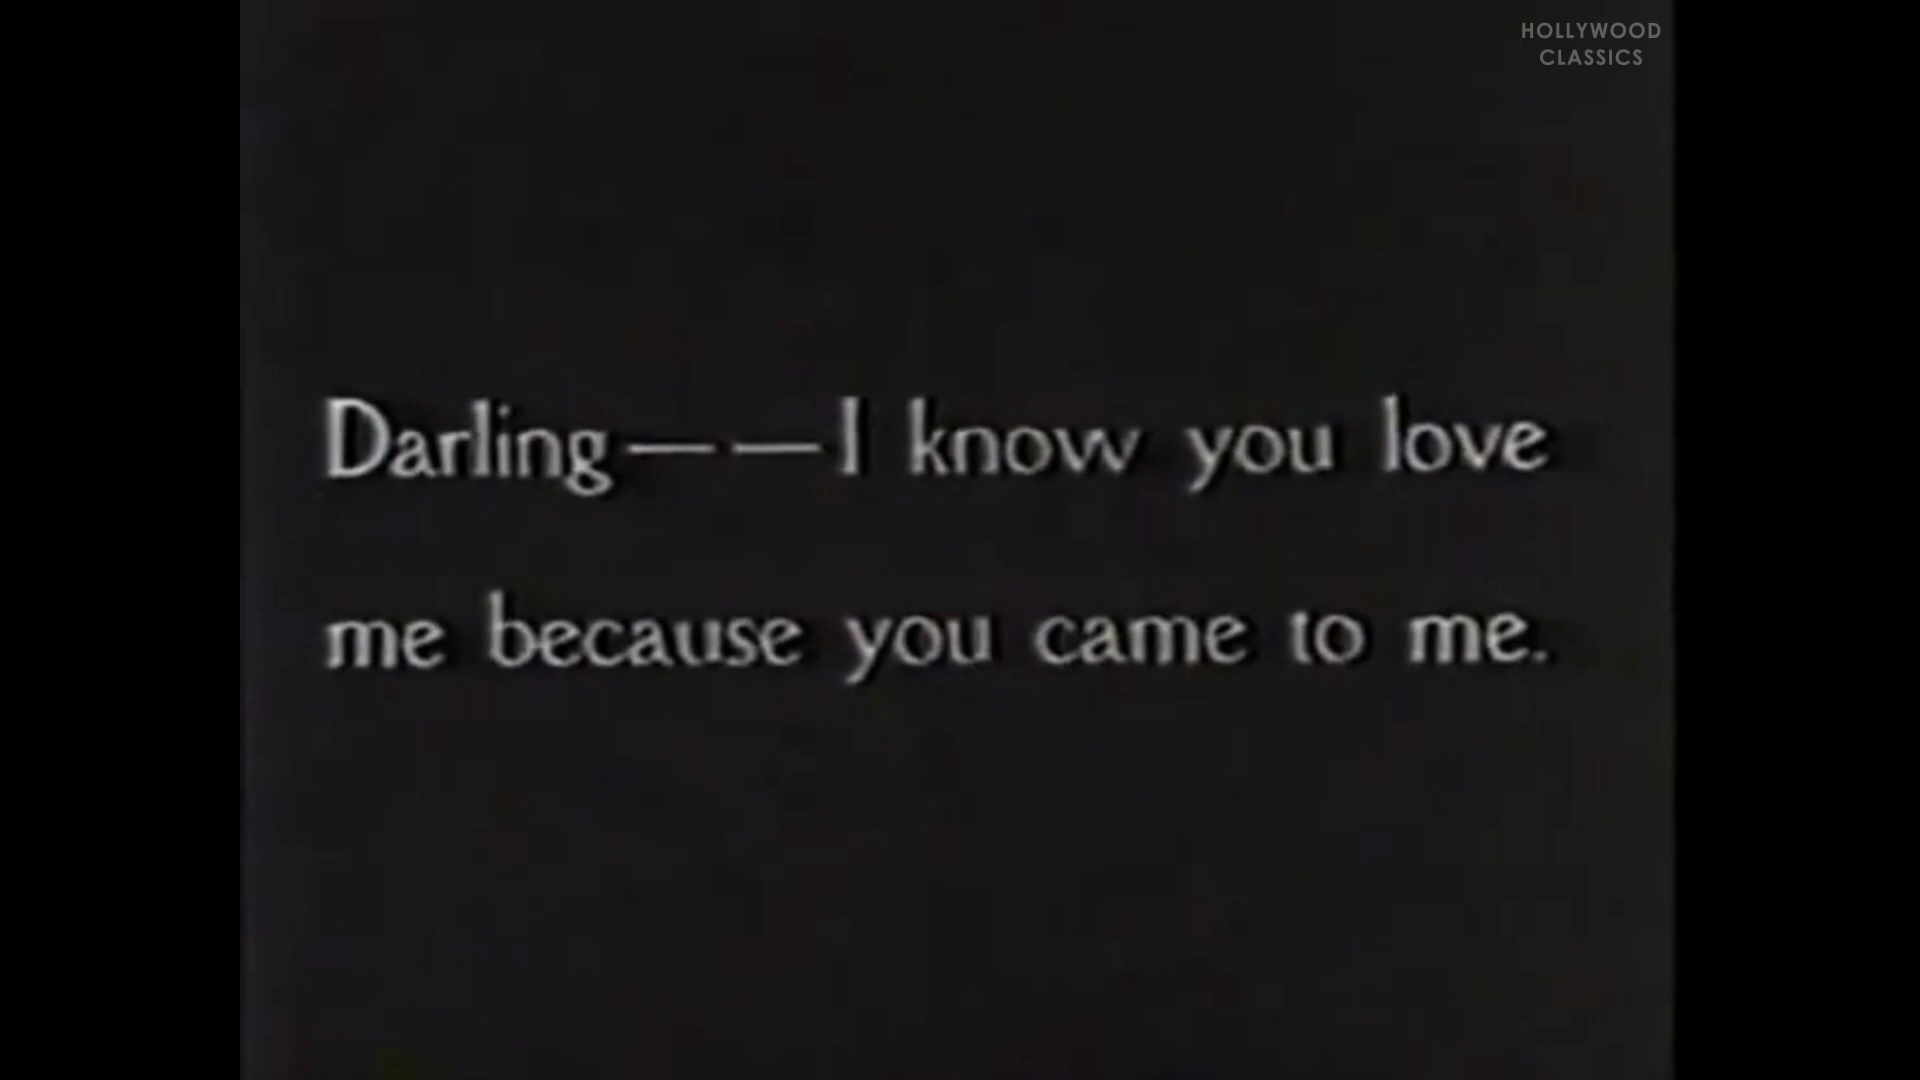 HOLLYWOOD
CLASSICS
Darling — — I know you love
me because you came to me.